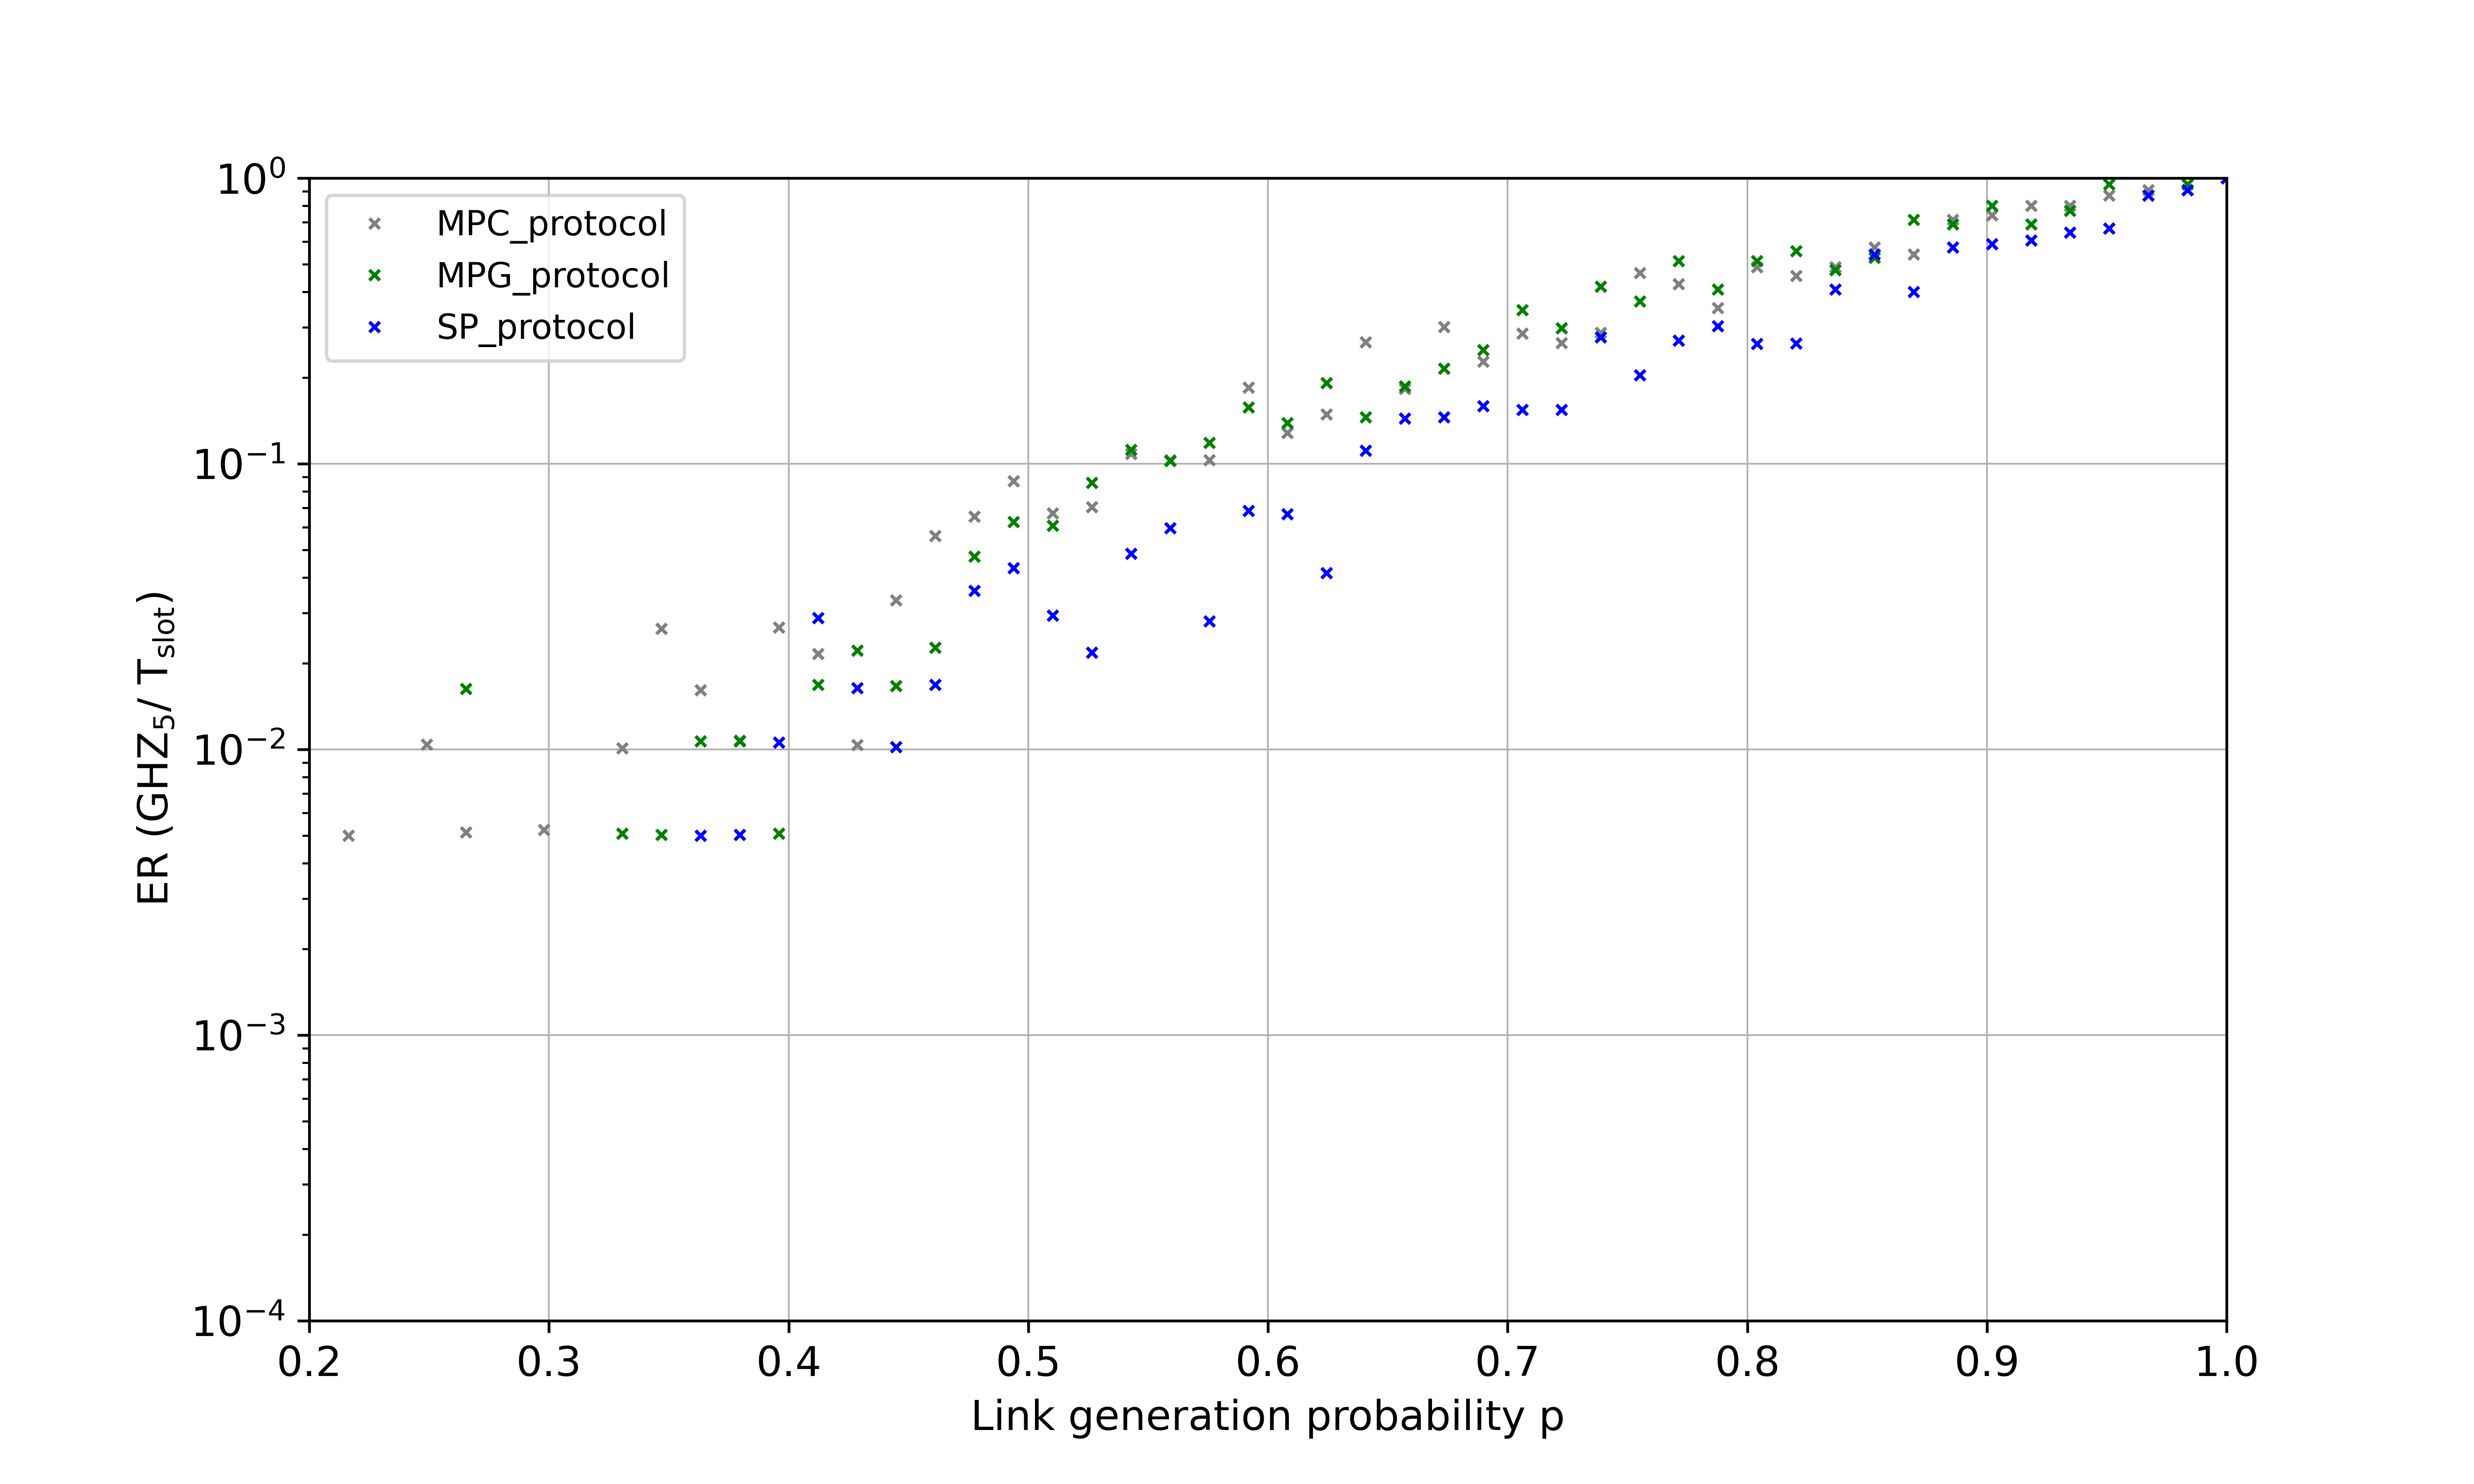 MPC_protocol
MPG_protocol
SP_protocol
10⁰
10⁻¹
10⁻²
10⁻³
10⁻⁴
ER (GHZ₅/ Tₛₗₒₜ)
0.2 0.3 0.4 0.5 0.6 0.7 0.8 0.9 1.0
Link generation probability p